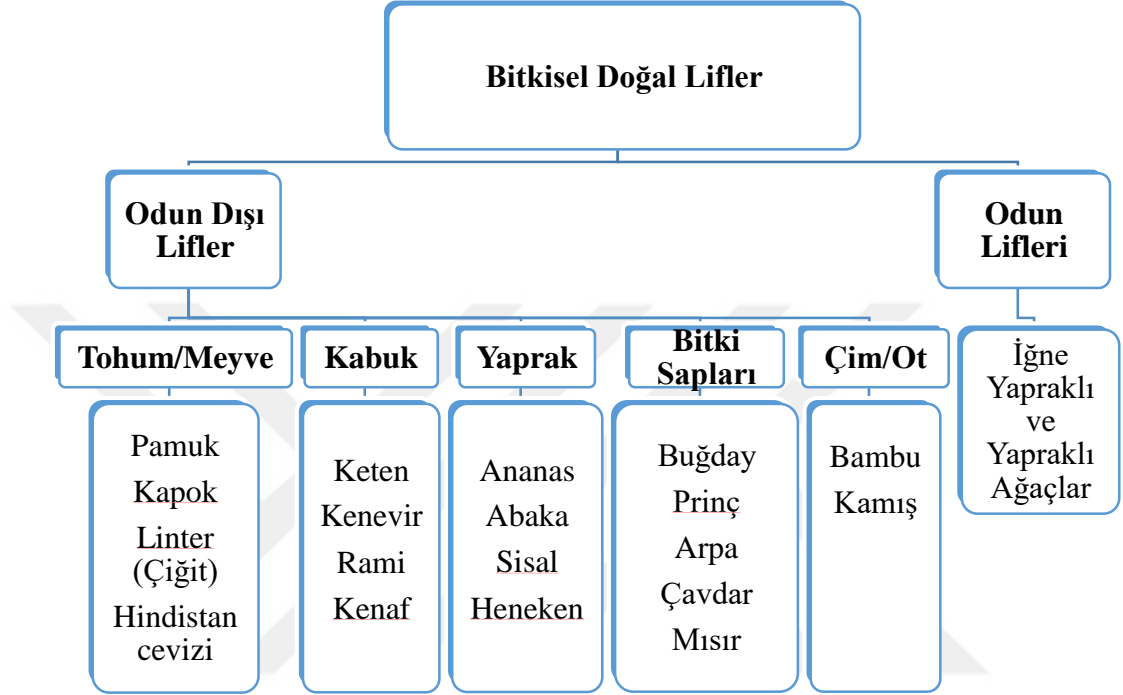 Bitkisel Doğal Lifler
Odun Dışı
Lifler
Odun
Lifleri
Tohum/Meyve
Kabuk
Yaprak
Bitki
Sapları
Çim/Ot
Pamuk
Kapok
Linter
(Çiğit)
Hindistan
cevizi
Keten
Kenevir
Rami
Kenaf
Ananas
Abaka
Sisal
Heneken
Buğday
Prinç
Arpa
Çavdar
Mısır
Bambu
Kamış
İğne
Yapraklı
ve
Yapraklı
Ağaçlar